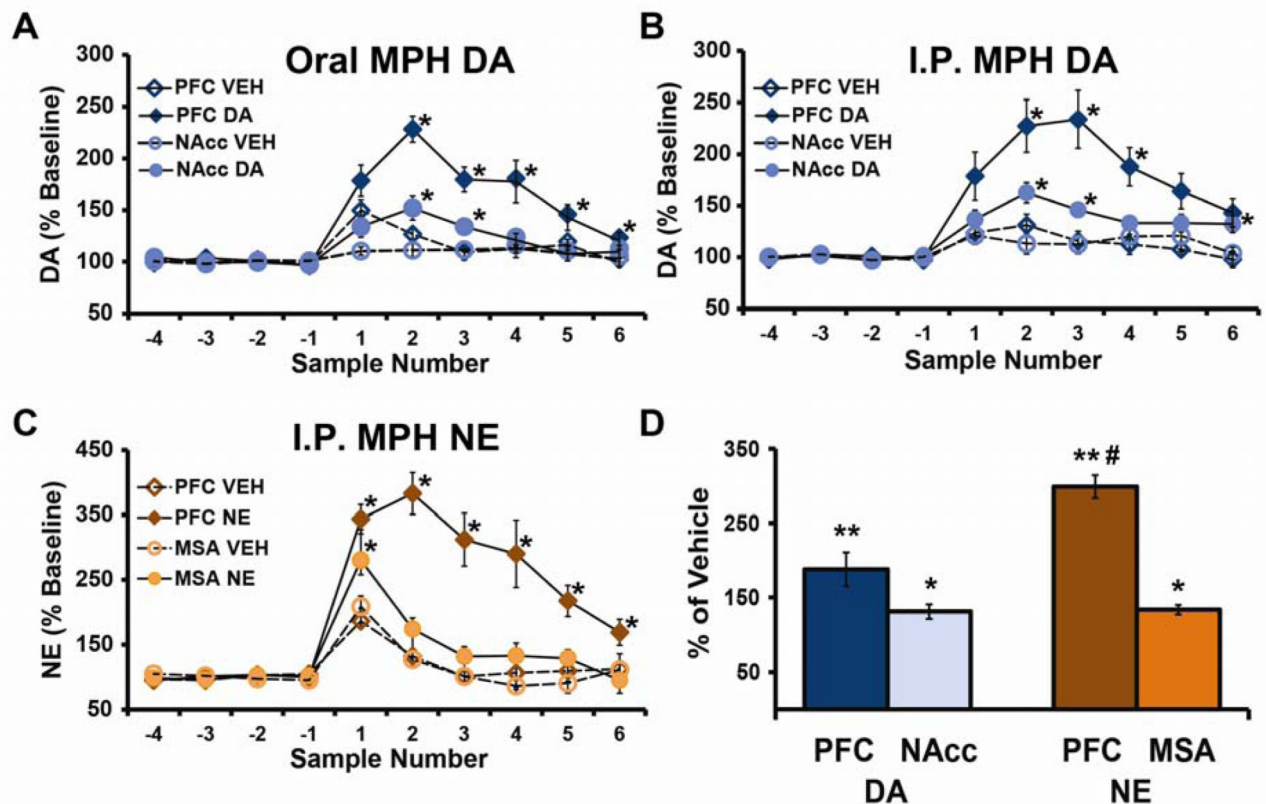 A
Oral MPH DA
DA (% Baseline)
300
250
200
150
100
50
PFC VEH
PFC DA
NAcc VEH
NAcc DA
* * * * * * *
-4 -3 -2 -1 1 2 3 4 5 6
Sample Number
B
I.P. MPH DA
DA (% Baseline)
300
250
200
150
100
50
PFC VEH
PFC DA
NAcc VEH
NAcc DA
* * * * * *
-4 -3 -2 -1 1 2 3 4 5 6
Sample Number
C
I.P. MPH NE
NE (% Baseline)
450
350
250
150
50
PFC VEH
PFC NE
MSA VEH
MSA NE
* * * * * * *
-4 -3 -2 -1 1 2 3 4 5 6
Sample Number
D
% of Vehicle
350
250
150
50
** * ** # *
PFC NAcc PFC MSA
DA NE